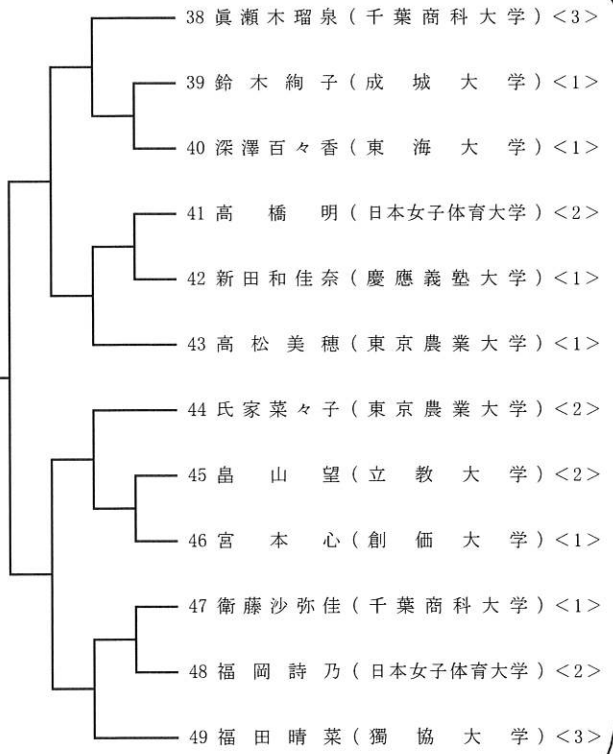 38 眞瀬木瑠泉(千葉商科大学)<3>
39 鈴木絢子(成城大学)<1>
40 深澤百々香(東海大学)<1>
41 高橋明(日本女子体育大学)<2>
42 新田和佳奈(慶應義塾大学)<1>
43 高松美穂(東京農業大学)<1>
44 氏家菜々子(東京農業大学)<2>
45 畠山望(立教大学)<2>
46 宮本心(創価大学)<1>
47 衛藤沙弥佳(千葉商科大学)<1>
48 福岡詩乃(日本女子体育大学)<2>
49 福田晴菜(獨協大学)<3>